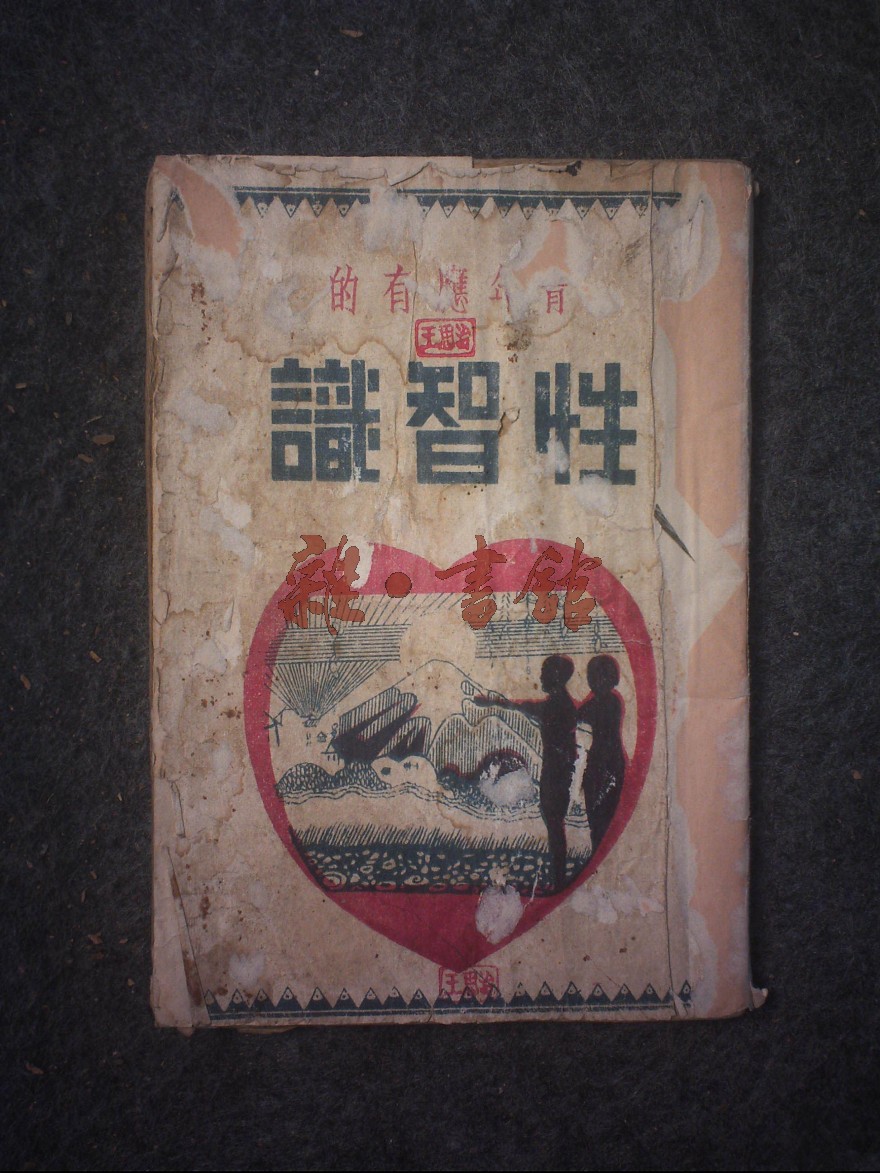 青年應有的
性智識
雜·書館